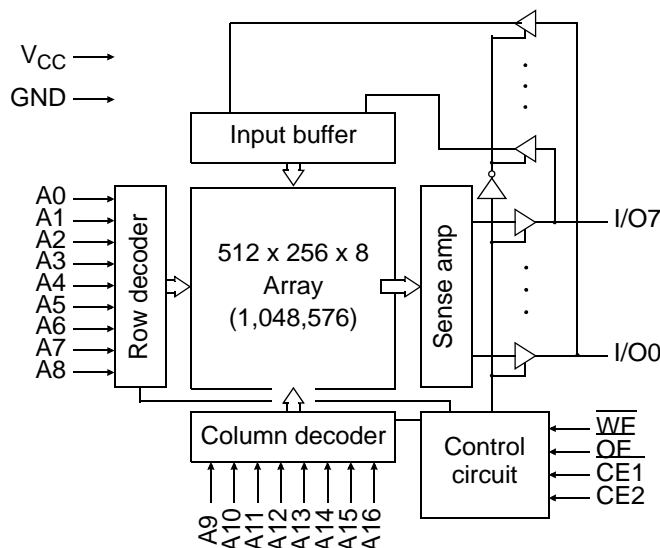 VCC
GND
Input buffer
A0
A1
A2
A3
A4
A5
A6
A7
A8
Row decoder
512 x 256 x 8
Array
(1,048,576)
Sense amp
I/O7
I/O0
Column decoder
Control
circuit
WE
OE
CE1
CE2
A9
A10
A11
A12
A13
A14
A15
A16